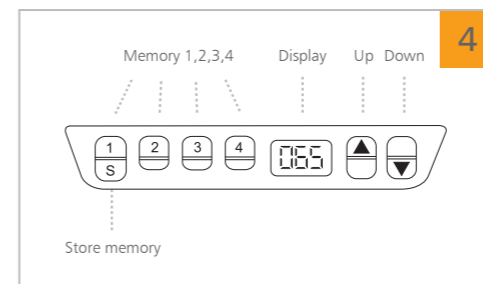 4
Memory 1,2,3,4 Display Up Down
1 2 3 4 065
S
Store memory